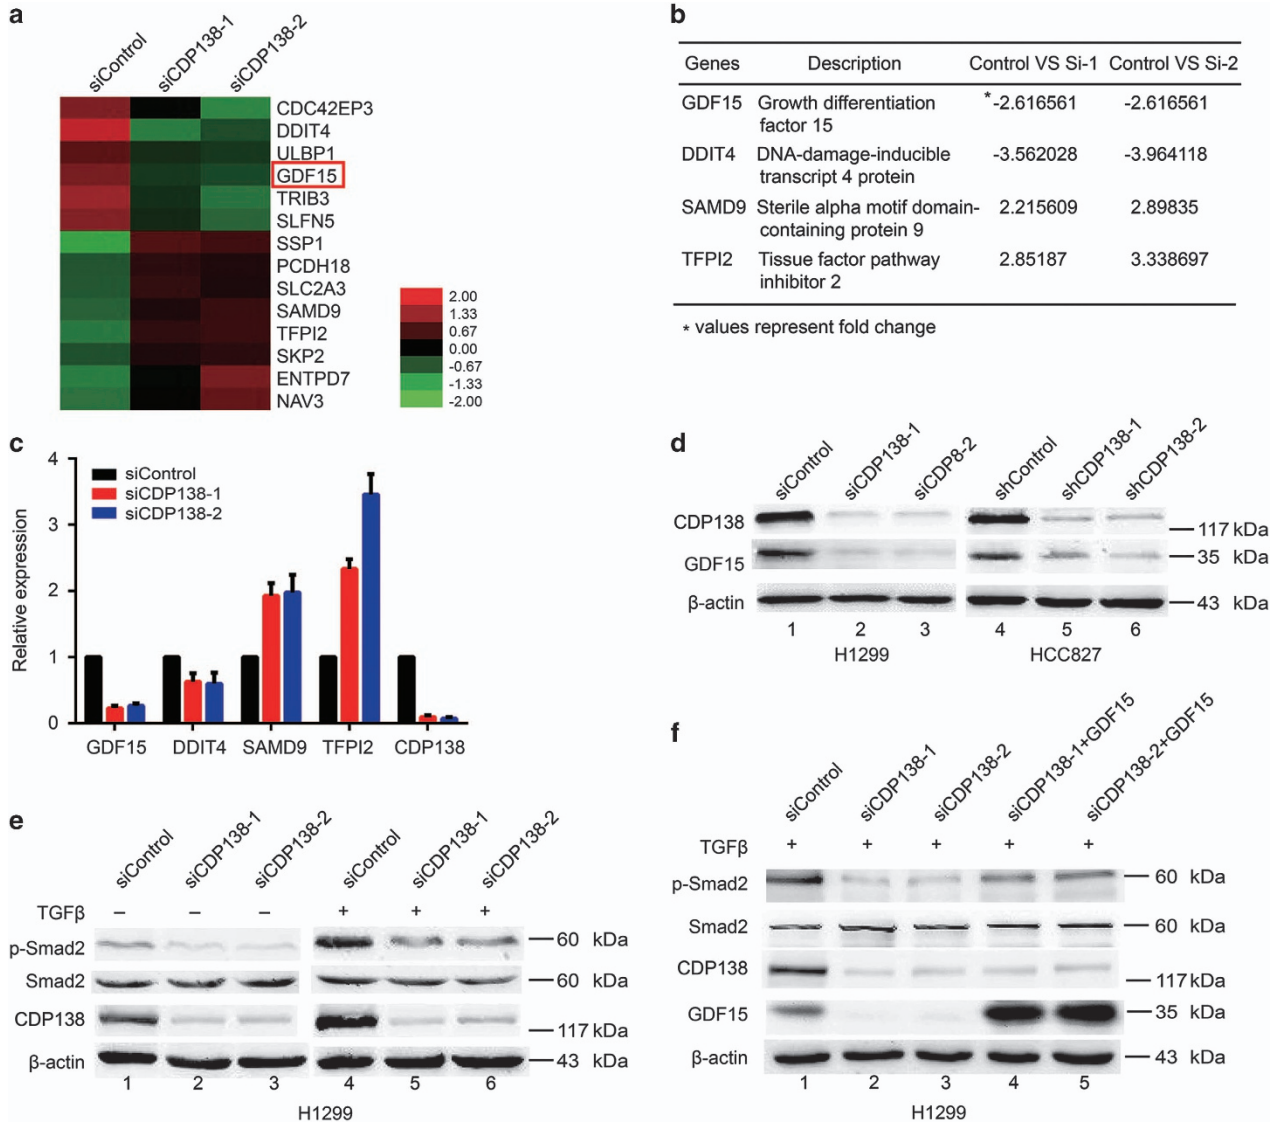 a
siControl
siCDP138-1
siCDP138-2
CDC42EP3
DDIT4
ULBP1
GDF15
TRIB3
SLFN5
SSP1
PCDH18
SLC2A3
SAMD9
TFPI2
SKP2
ENTPD7
NAV3
2.00
1.33
0.67
0.00
-0.67
-1.33
-2.00
b
Genes Description Control VS Si-1 Control VS Si-2
GDF15 Growth differentiation factor 15 *-2.616561 -2.616561
DDIT4 DNA-damage-inducible transcript 4 protein -3.562028 -3.964118
SAMD9 Sterile alpha motif domain-containing protein 9 2.215609 2.89835
TFPI2 Tissue factor pathway inhibitor 2 2.85187 3.338697
* values represent fold change
c
Relative expression
4
3
2
1
0
siControl
siCDP138-1
siCDP138-2
GDF15 DDIT4 SAMD9 TFPI2 CDP138
d
siControl siCDP138-1 siCDP8-2 shControl shCDP138-1 shCDP138-2
CDP138 117 kDa
GDF15 35 kDa
β-actin 43 kDa
1 2 3 4 5 6
H1299 HCC827
e
siControl siCDP138-1 siCDP138-2 siControl siCDP138-1 siCDP138-2
TGFβ – – – + + +
p-Smad2 60 kDa
Smad2 60 kDa
CDP138 117 kDa
β-actin 43 kDa
1 2 3 4 5 6
H1299
f
siControl siCDP138-1 siCDP138-2 siCDP138-1+GDF15 siCDP138-2+GDF15
TGFβ + + + + +
p-Smad2 60 kDa
Smad2 60 kDa
CDP138 117 kDa
GDF15 35 kDa
β-actin 43 kDa
1 2 3 4 5
H1299